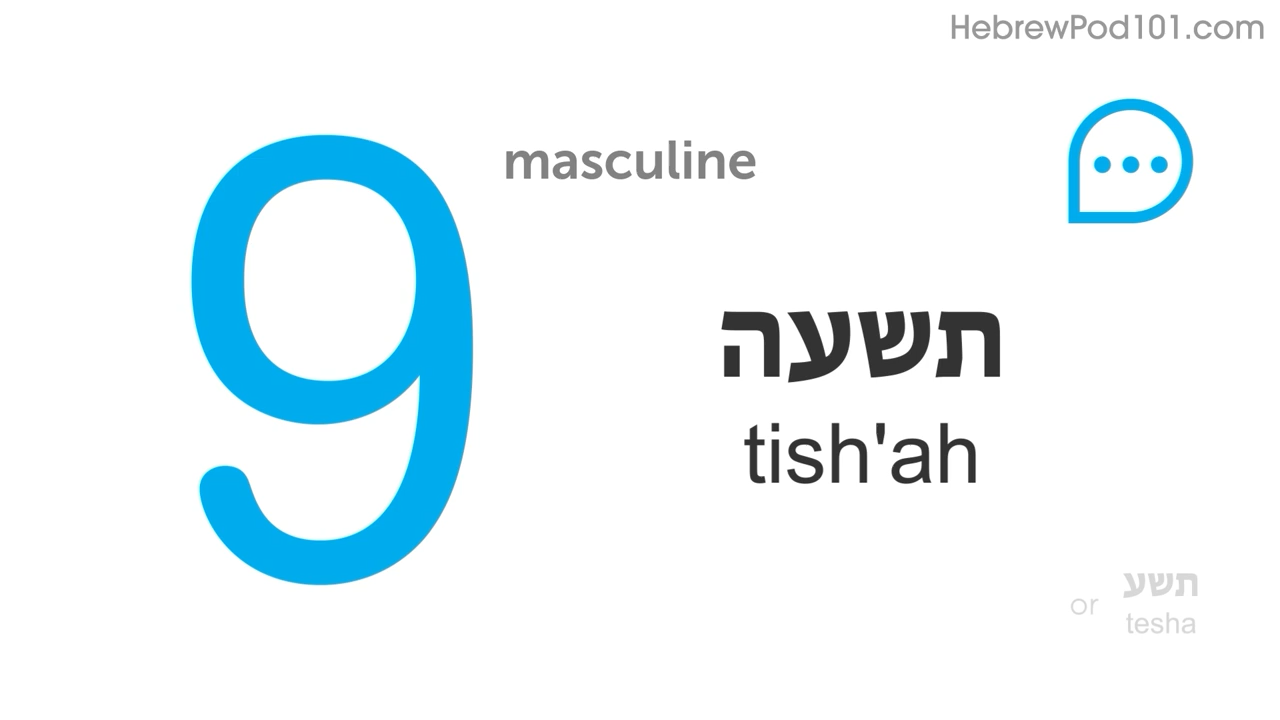 HebrewPod101.com
9
masculine
תשעה
tish'ah
or
תשע
tesha